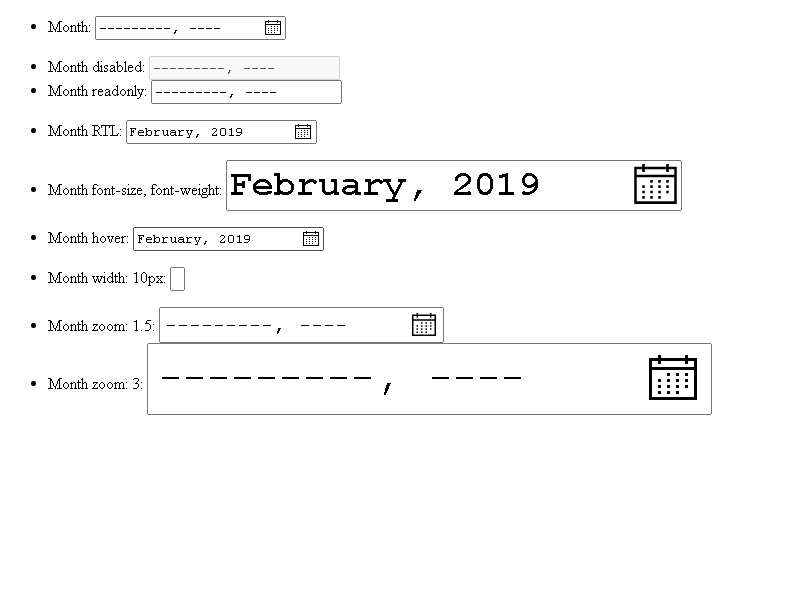 Month: ---------, ----
Month disabled: ---------, ----
Month readonly: ---------, ----
Month RTL: February, 2019
Month font-size, font-weight: February, 2019
Month hover: February, 2019
Month width: 10px:
Month zoom: 1.5: ---------, ----
Month zoom: 3: ---------, ----